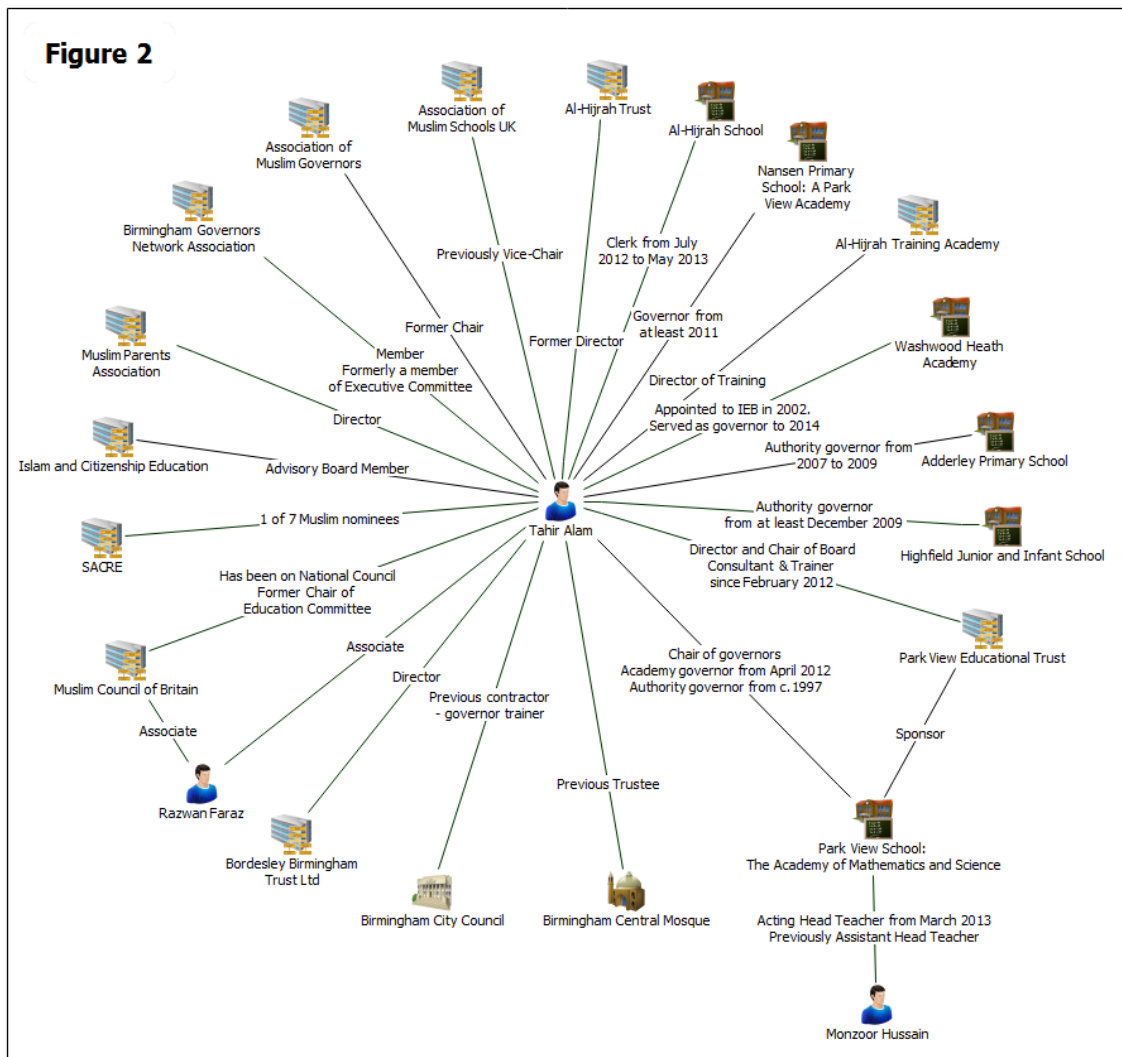 Figure 2
Association of
Muslim Schools UK
Al-Hijrah Trust
Al-Hijrah School
Association of
Muslim Governors
Nansen Primary
School: A Park
View Academy
Birmingham Governors
Network Association
Al-Hijrah Training Academy
Previously Vice-Chair
Clerk from July
2012 to May 2013
Muslim Parents
Association
Former Chair
Former Director
Governor from
at least 2011
Washwood Heath
Academy
Member
Formerly a member
of Executive Committee
Director of Training
Director
Appointed to IEB in 2002.
Served as governor to 2014
Islam and Citizenship Education
Advisory Board Member
Authority governor from
2007 to 2009
Adderley Primary School
Tahir Alam
1 of 7 Muslim nominees
Authority governor
from at least December 2009
SACRE
Highfield Junior and Infant School
Has been on National Council
Former Chair of
Education Committee
Director and Chair of Board
Consultant & Trainer
since February 2012
Associate
Muslim Council of Britain
Director
Chair of governors
Academy governor from April 2012
Authority governor from c.1997
Park View Educational Trust
Previous contractor
- governor trainer
Associate
Sponsor
Razwan Faraz
Previous Trustee
Bordesley Birmingham
Trust Ltd
Park View School:
The Academy of Mathematics and Science
Birmingham City Council
Birmingham Central Mosque
Acting Head Teacher from March 2013
Previously Assistant Head Teacher
Monzoor Hussain